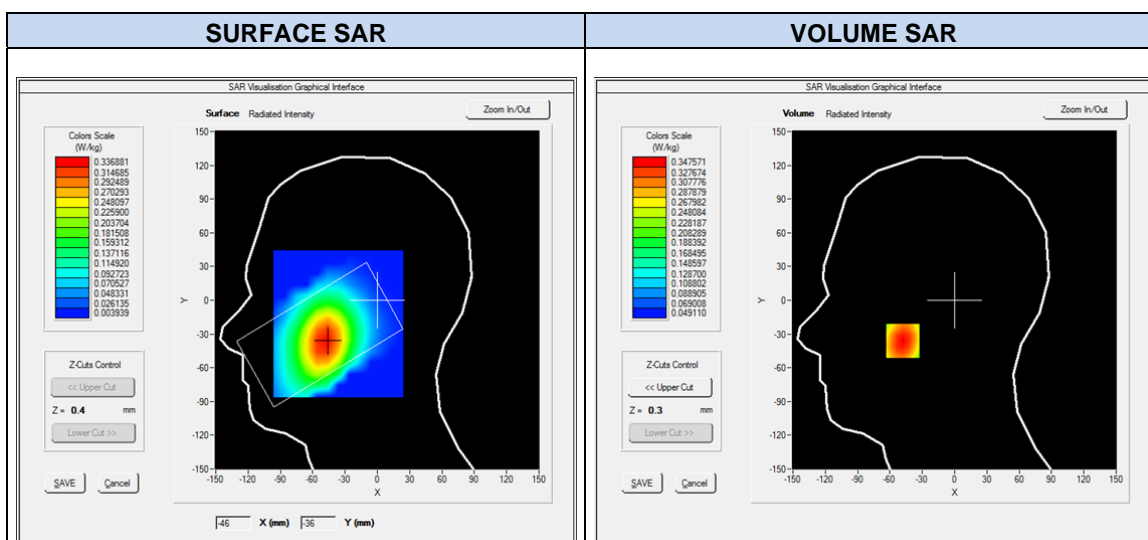 SURFACE SAR
SAR Visualisation Graphical Interface
Surface Radiated Intensity
Zoom In/Out
Colors Scale
(W/kg)
0.336881
0.314685
0.292489
0.270293
0.248097
0.225900
0.203704
0.181508
0.159312
0.137116
0.114920
0.092723
0.070527
0.048331
0.026135
0.003939
150
120
90
60
30
0
-30
-60
-90
-120
-150
Y
-150 -120 -90 -60 -30 0 30 60 90 120 150
X
Z-Cuts Control
<< Upper Cut
Z = 0.4 mm
Lower Cut >>
SAVE Cancel
-46 X (mm) -36 Y (mm)
VOLUME SAR
SAR Visualisation Graphical Interface
Volume Radiated Intensity
Zoom In/Out
Colors Scale
(W/kg)
0.347571
0.327674
0.307776
0.287879
0.267982
0.248084
0.228187
0.208289
0.188392
0.168495
0.148597
0.128700
0.108802
0.088905
0.069008
0.049110
150
120
90
60
30
0
-30
-60
-90
-120
-150
Y
-150 -120 -90 -60 -30 0 30 60 90 120 150
X
Z-Cuts Control
<< Upper Cut
Z = 0.3 mm
Lower Cut >>
SAVE Cancel